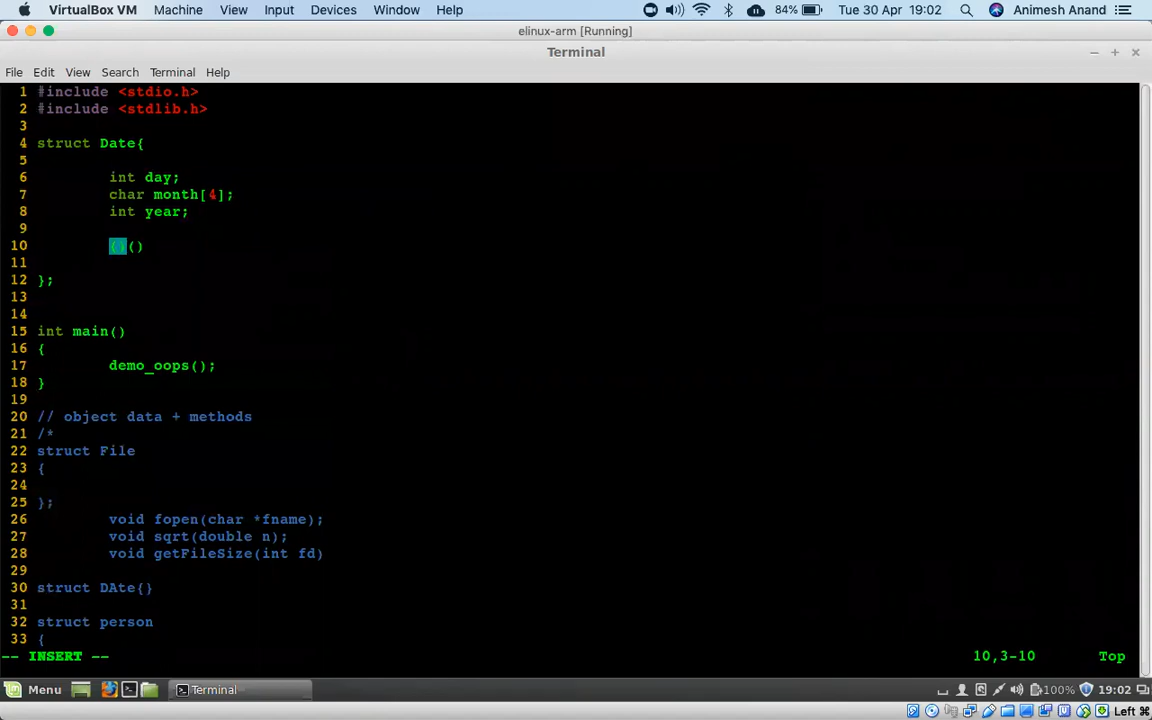 VirtualBox VM Machine View Input Devices Window Help 84% Tue 30 Apr 19:02 Animesh Anand
elinux-arm [Running]
Terminal
File Edit View Search Terminal Help
1 #include <stdio.h>
2 #include <stdlib.h>
3
4 struct Date{
5
6 int day;
7 char month[4];
8 int year;
9
10 ()()
11
12 };
13
14
15 int main()
16 {
17 demo_oops();
18 }
19
20 // object data + methods
21 /*
22 struct File
23 {
24
25 };
26 void fopen(char *fname);
27 void sqrt(double n);
28 void getFileSize(int fd)
29
30 struct DAte{}
31
32 struct person
33 {
-- INSERT -- 10,3-10 Top
Menu Terminal 100% 19:02
Left ⌘